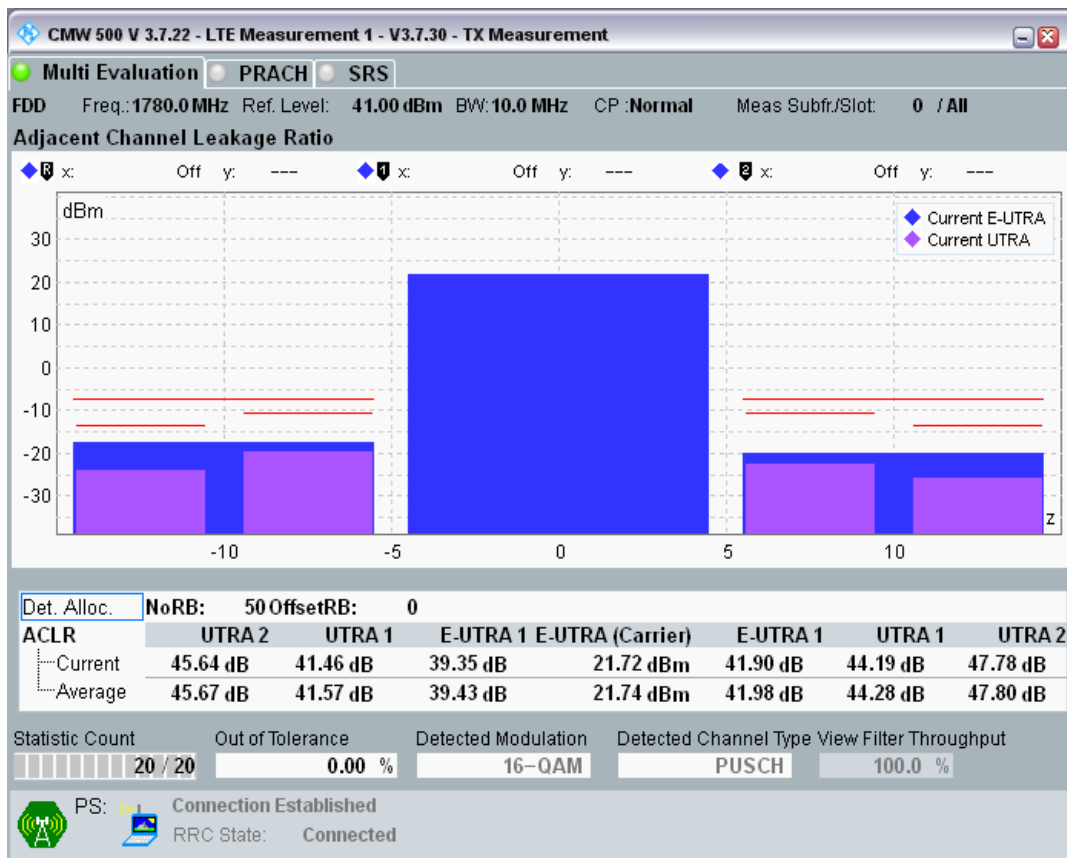 CMW 500 V 3.7.22 - LTE Measurement 1 - V3.7.30 - TX Measurement
Multi Evaluation PRACH SRS
FDD Freq.: 1780.0 MHz Ref. Level: 41.00 dBm BW: 10.0 MHz CP :Normal Meas Subfr./Slot: 0 / All
Adjacent Channel Leakage Ratio
R x: Off y: --- 1 x: Off y: --- 2 x: Off y: ---
dBm
Current E-UTRA
Current UTRA
30
20
10
0
-10
-20
-30
z
-10 -5 0 5 10
Det. Alloc. NoRB: 50 OffsetRB: 0
ACLR UTRA 2 UTRA 1 E-UTRA 1 E-UTRA (Carrier) E-UTRA 1 UTRA 1 UTRA 2
Current 45.64 dB 41.46 dB 39.35 dB 21.72 dBm 41.90 dB 44.19 dB 47.78 dB
Average 45.67 dB 41.57 dB 39.43 dB 21.74 dBm 41.98 dB 44.28 dB 47.80 dB
Statistic Count Out of Tolerance Detected Modulation Detected Channel Type View Filter Throughput
20 / 20 0.00 % 16-QAM PUSCH 100.0 %
PS: Connection Established
RRC State: Connected